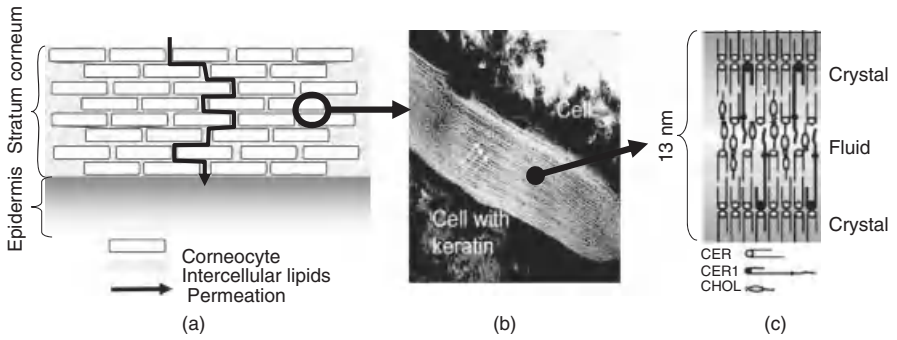 Stratum corneum
Epidermis
Corneocyte
Intercellular lipids
Permeation
(a)
Cell
Cell with
keratin
(b)
13 nm
Crystal
Fluid
Crystal
CER
CER1
CHOL
(c)